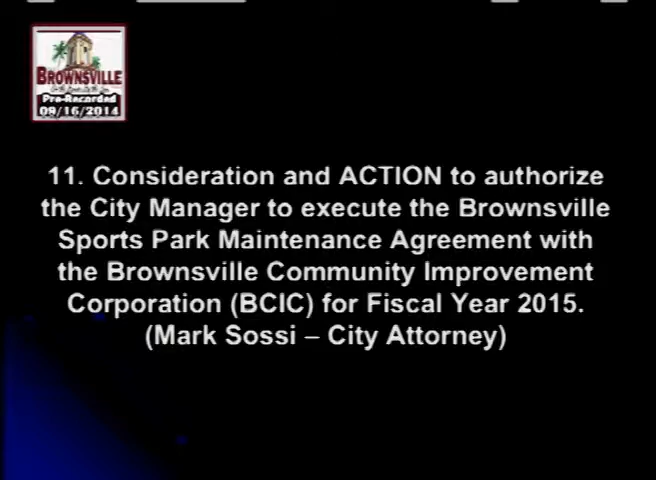 BROWNSVILLE
Pre-Recorded
09/16/2014
11. Consideration and ACTION to authorize
the City Manager to execute the Brownsville
Sports Park Maintenance Agreement with
the Brownsville Community Improvement
Corporation (BCIC) for Fiscal Year 2015.
(Mark Sossi – City Attorney)